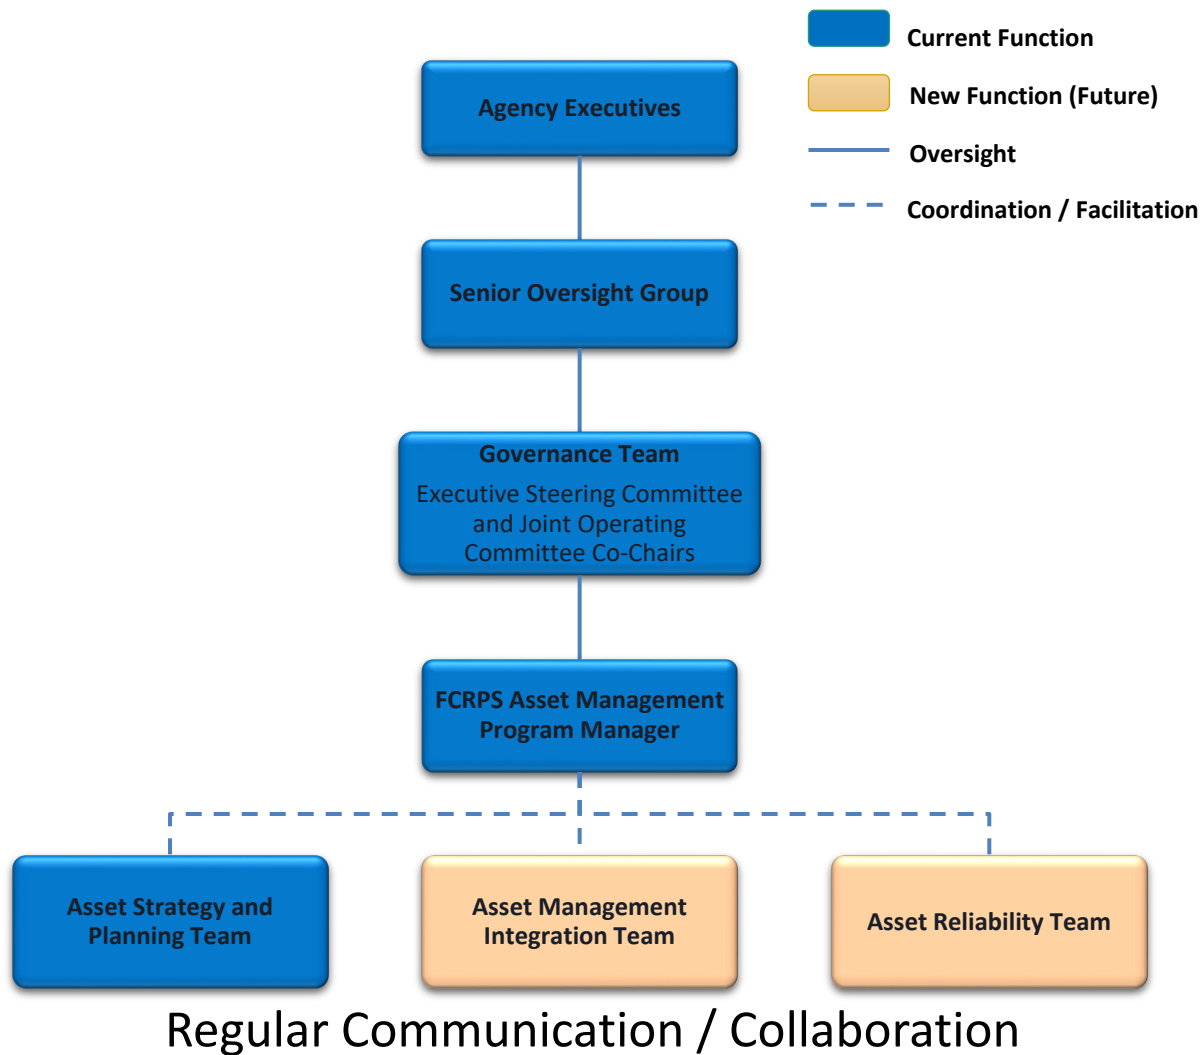 Current Function
New Function (Future)
Oversight
Coordination / Facilitation
Agency Executives
Senior Oversight Group
Governance Team
Executive Steering Committee
and Joint Operating
Committee Co-Chairs
FCRPS Asset Management
Program Manager
Asset Strategy and
Planning Team
Asset Management
Integration Team
Asset Reliability Team
Regular Communication / Collaboration